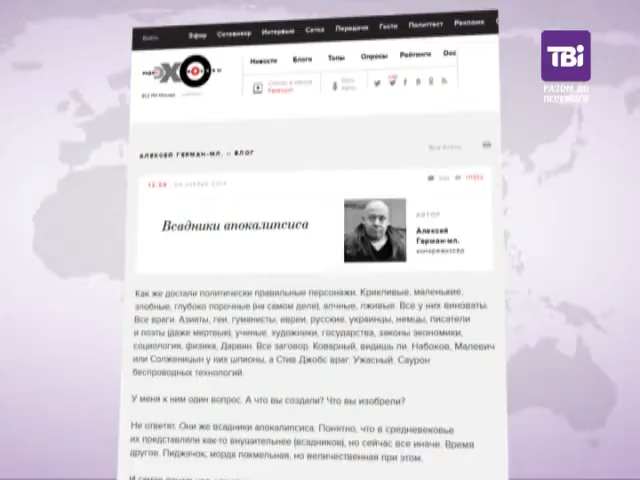 Эфир Сетевизор Интервью Сетка Передачи Гости Политтест Реклама
ТВі
РАЗОМ ДО
ПЕРЕМОГИ
Новости Блоги Топы Опросы Рейтинги Doc
ЭХО
АЛЕКСЕЙ ГЕРМАН-МЛ. – БЛОГ
Все блоги
АВТОР
Всадники апокалипсиса
Алексей
Герман-мл.
кинорежиссёр
Как же достали политически правильные персонажи. Крикливые, маленькие,
злобные, глубоко порочные (на самом деле), алчные, лживые. Все у них виноваты.
Все враги. Азиаты, геи, гуманисты, евреи, русские, украинцы, немцы, писатели
и поэты (даже мертвые), ученые, художники, государства, законы экономики,
социология, физика, Дарвин. Все заговор. Коварный, видишь ли. Набоков, Малевич
или Солженицын у них шпионы, а Стив Джобс враг. Ужасный. Саурон
беспроводных технологий.
У меня к ним один вопрос. А что вы создали? Что вы изобрели?
Не ответят. Они же всадники апокалипсиса. Понятно, что в средневековье
их представляли как-то внушительнее (всадников), но сейчас все иначе. Время
другое. Пиджачок, морда похмельная, но величественная при этом.